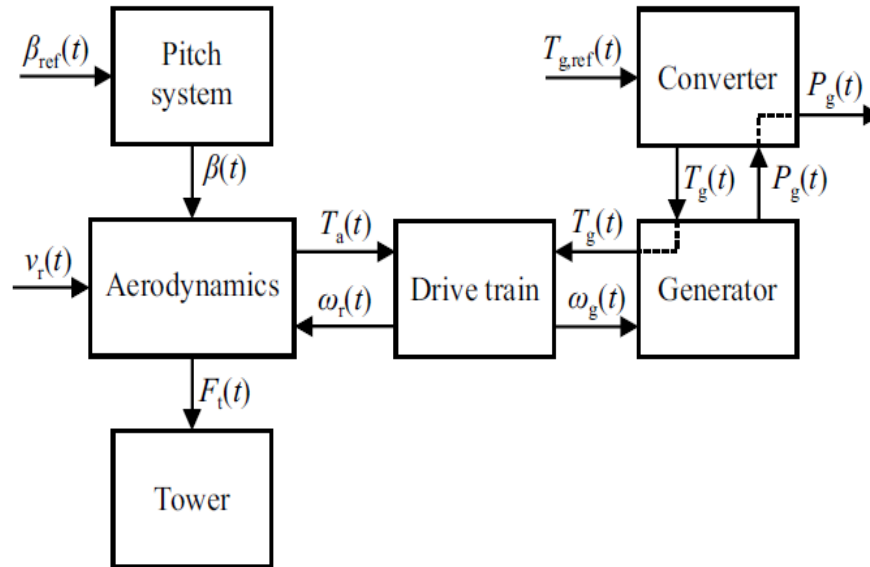 β_ref(t)
Pitch
system
T_g,ref(t)
Converter
P_g(t)
β(t)
T_g(t)
P_g(t)
v_r(t)
Aerodynamics
T_a(t)
ω_r(t)
Drive train
T_g(t)
ω_g(t)
Generator
F_t(t)
Tower